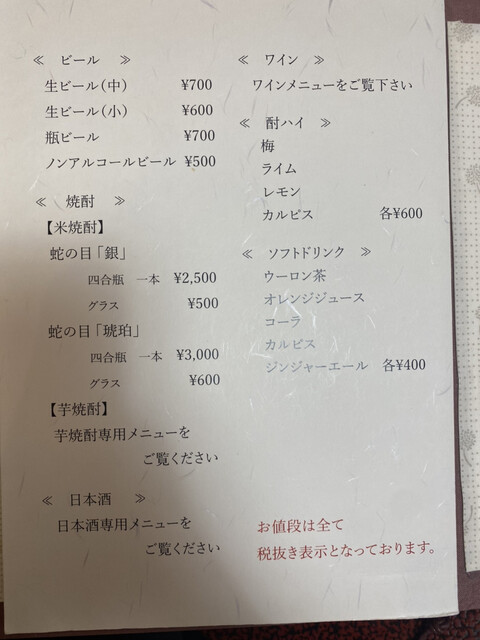 ≪ ビール ≫
生ビール(中) ¥700
生ビール(小) ¥600
瓶ビール ¥700
ノンアルコールビール ¥500
≪ 焼酎 ≫
【米焼酎】
蛇の目「銀」
四合瓶 一本 ¥2,500
グラス ¥500
蛇の目「琥珀」
四合瓶 一本 ¥3,000
グラス ¥600
【芋焼酎】
芋焼酎専用メニューを
ご覧ください
≪ 日本酒 ≫
日本酒専用メニューを
ご覧ください
≪ ワイン ≫
ワインメニューをご覧下さい
≪ 酎ハイ ≫
梅
ライム
レモン
カルピス 各¥600
≪ ソフトドリンク ≫
ウーロン茶
オレンジジュース
コーラ
カルピス
ジンジャーエール 各¥400
お値段は全て
税抜き表示となっております。